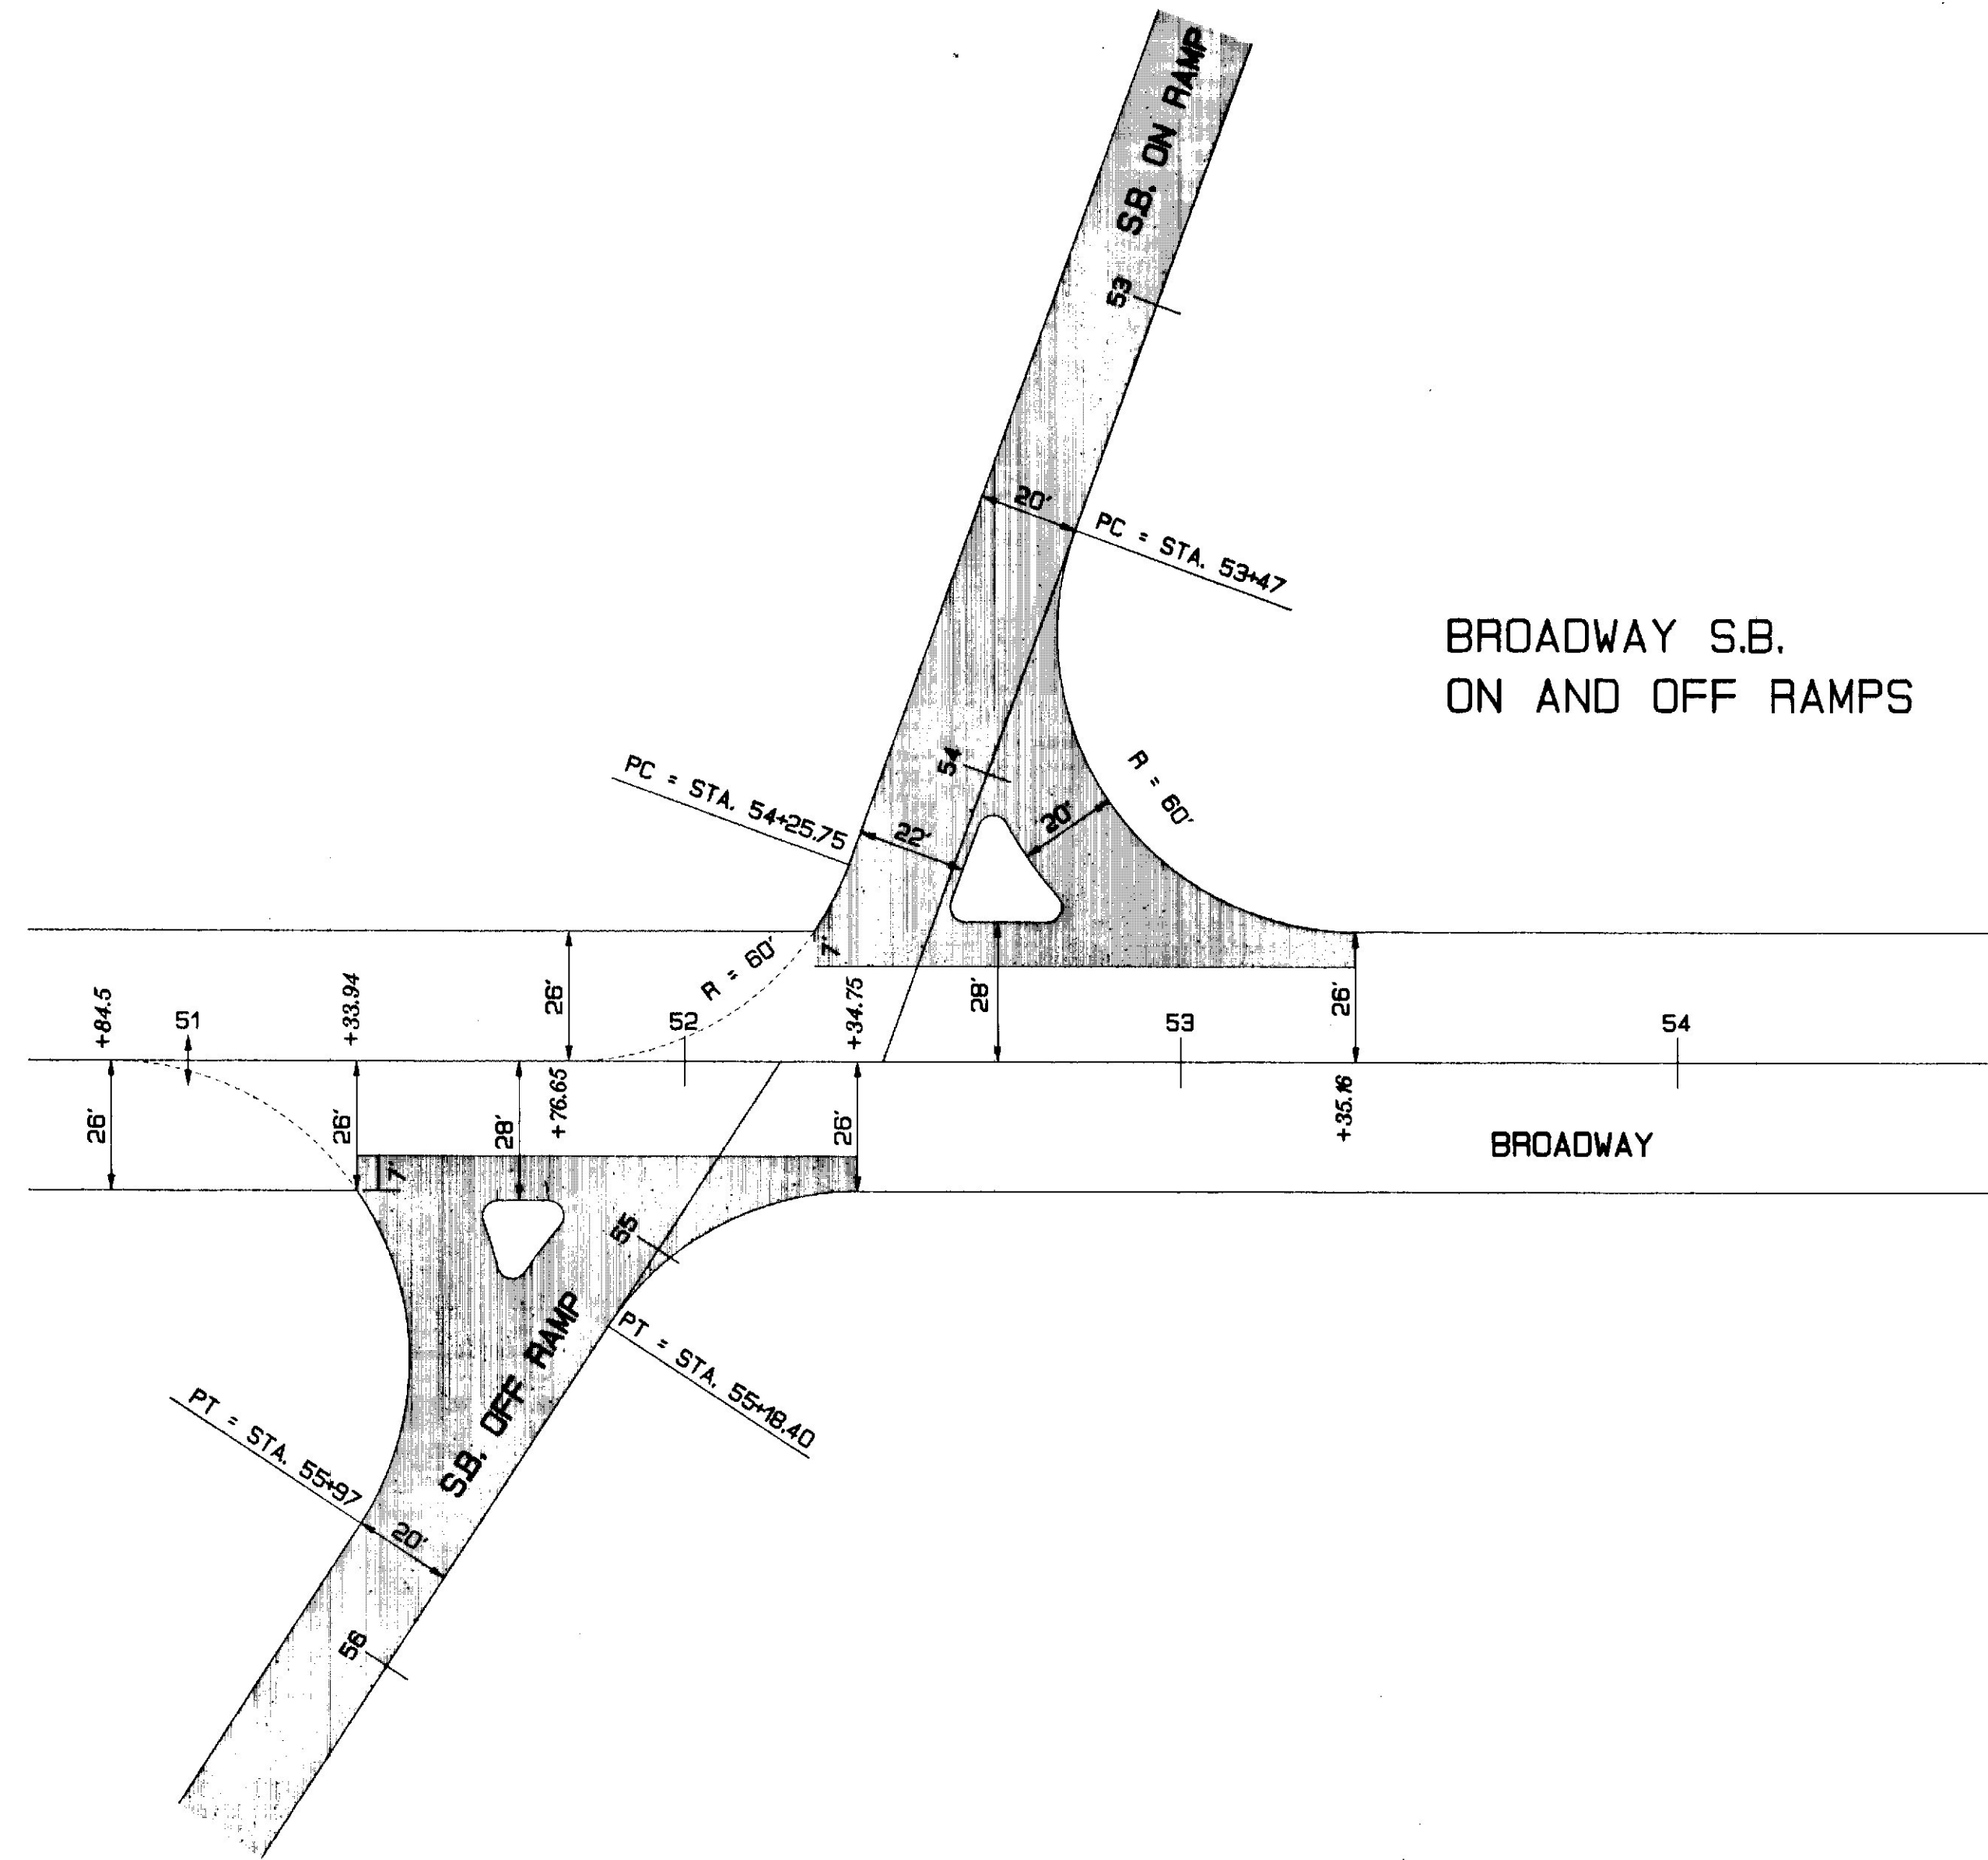 S.B. ON RAMP
53
20'
PC = STA. 53+47
BROADWAY S.B.
ON AND OFF RAMPS
54
R = 60'
PC = STA. 54+25.75
22'
20'
7'
R = 60'
+84.5
51
+33.94
26'
52
+34.75
28'
53
26'
54
26'
26'
28'
+76.65
26'
+35.16
BROADWAY
7'
55
S.B. OFF RAMP
PT = STA. 55+18.40
PT = STA. 55+97
20'
56